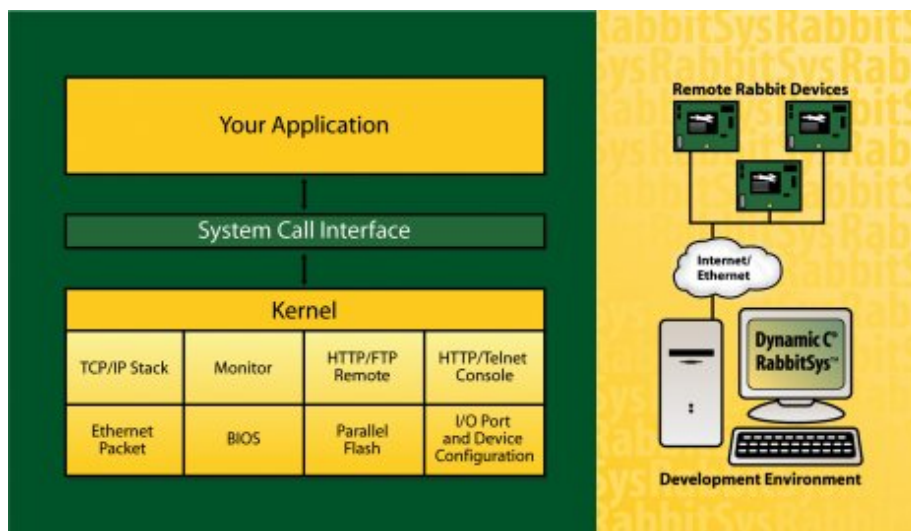 Your Application
System Call Interface
Kernel
TCP/IP Stack
Monitor
HTTP/FTP
Remote
HTTP/Telnet
Console
Ethernet
Packet
BIOS
Parallel
Flash
I/O Port
and Device
Configuration
Remote Rabbit Devices
Internet/
Ethernet
Dynamic C®
RabbitSys™
Development Environment